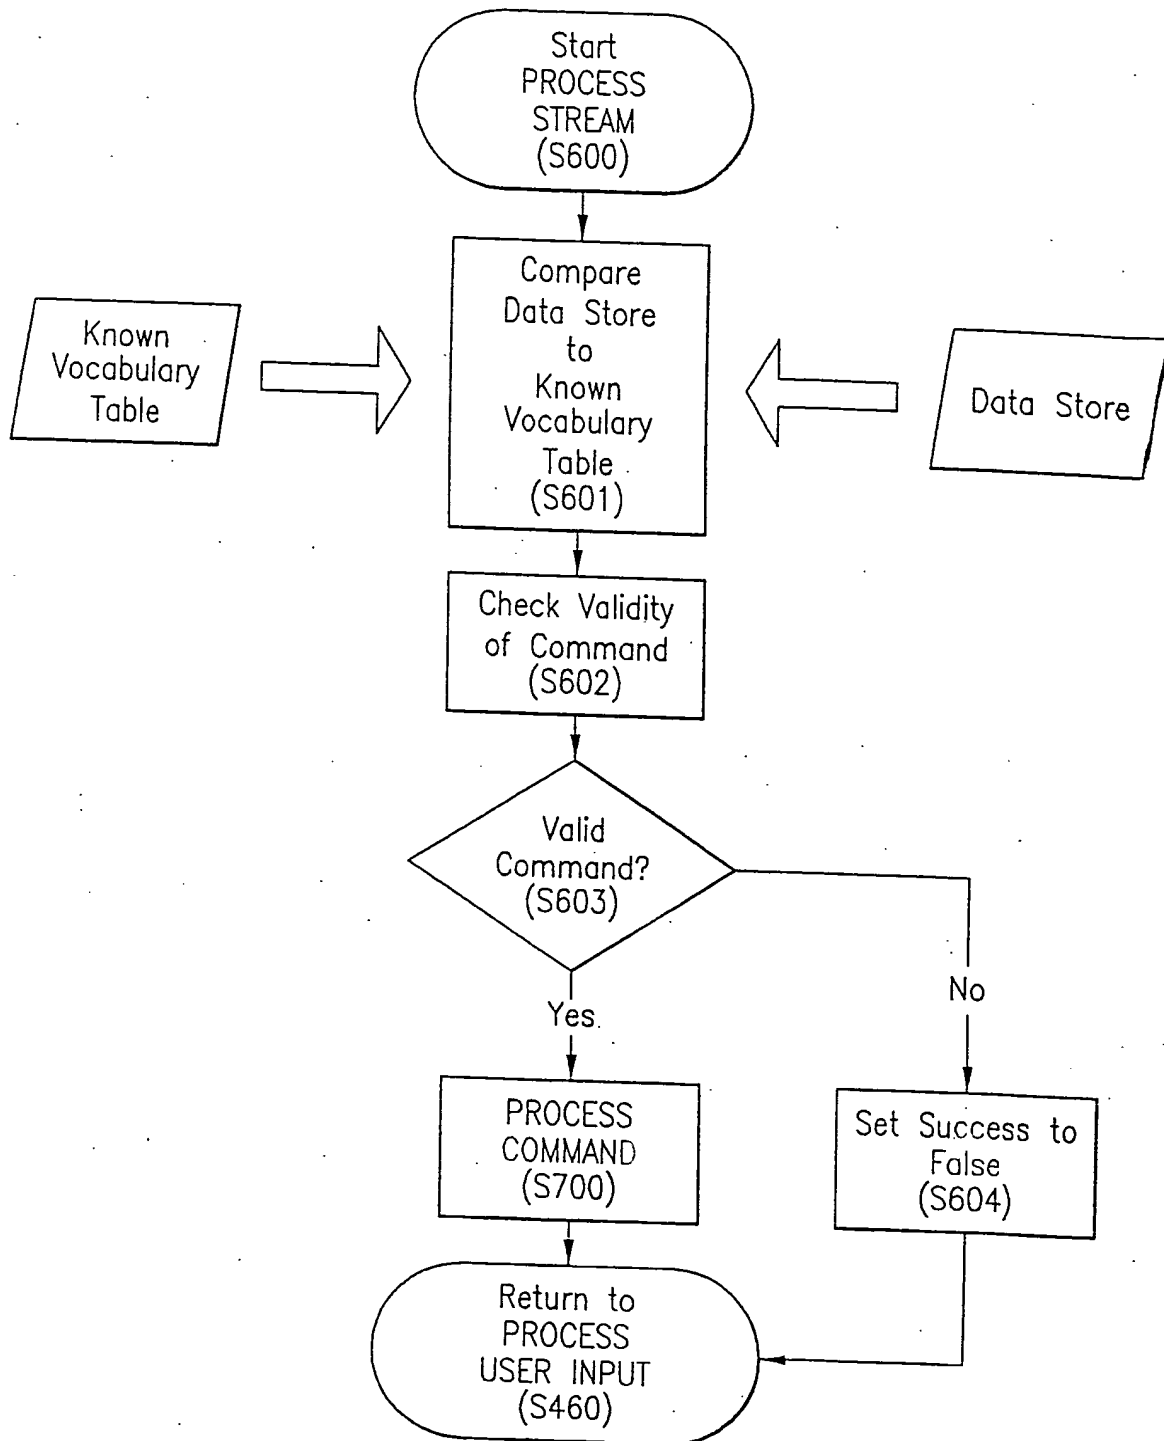 Start
PROCESS
STREAM
(S600)
Compare
Data Store
to
Known
Vocabulary
Table
(S601)
Known
Vocabulary
Table
Data Store
Check Validity
of Command
(S602)
Valid
Command?
(S603)
Yes
No
PROCESS
COMMAND
(S700)
Set Success to
False
(S604)
Return to
PROCESS
USER INPUT
(S460)